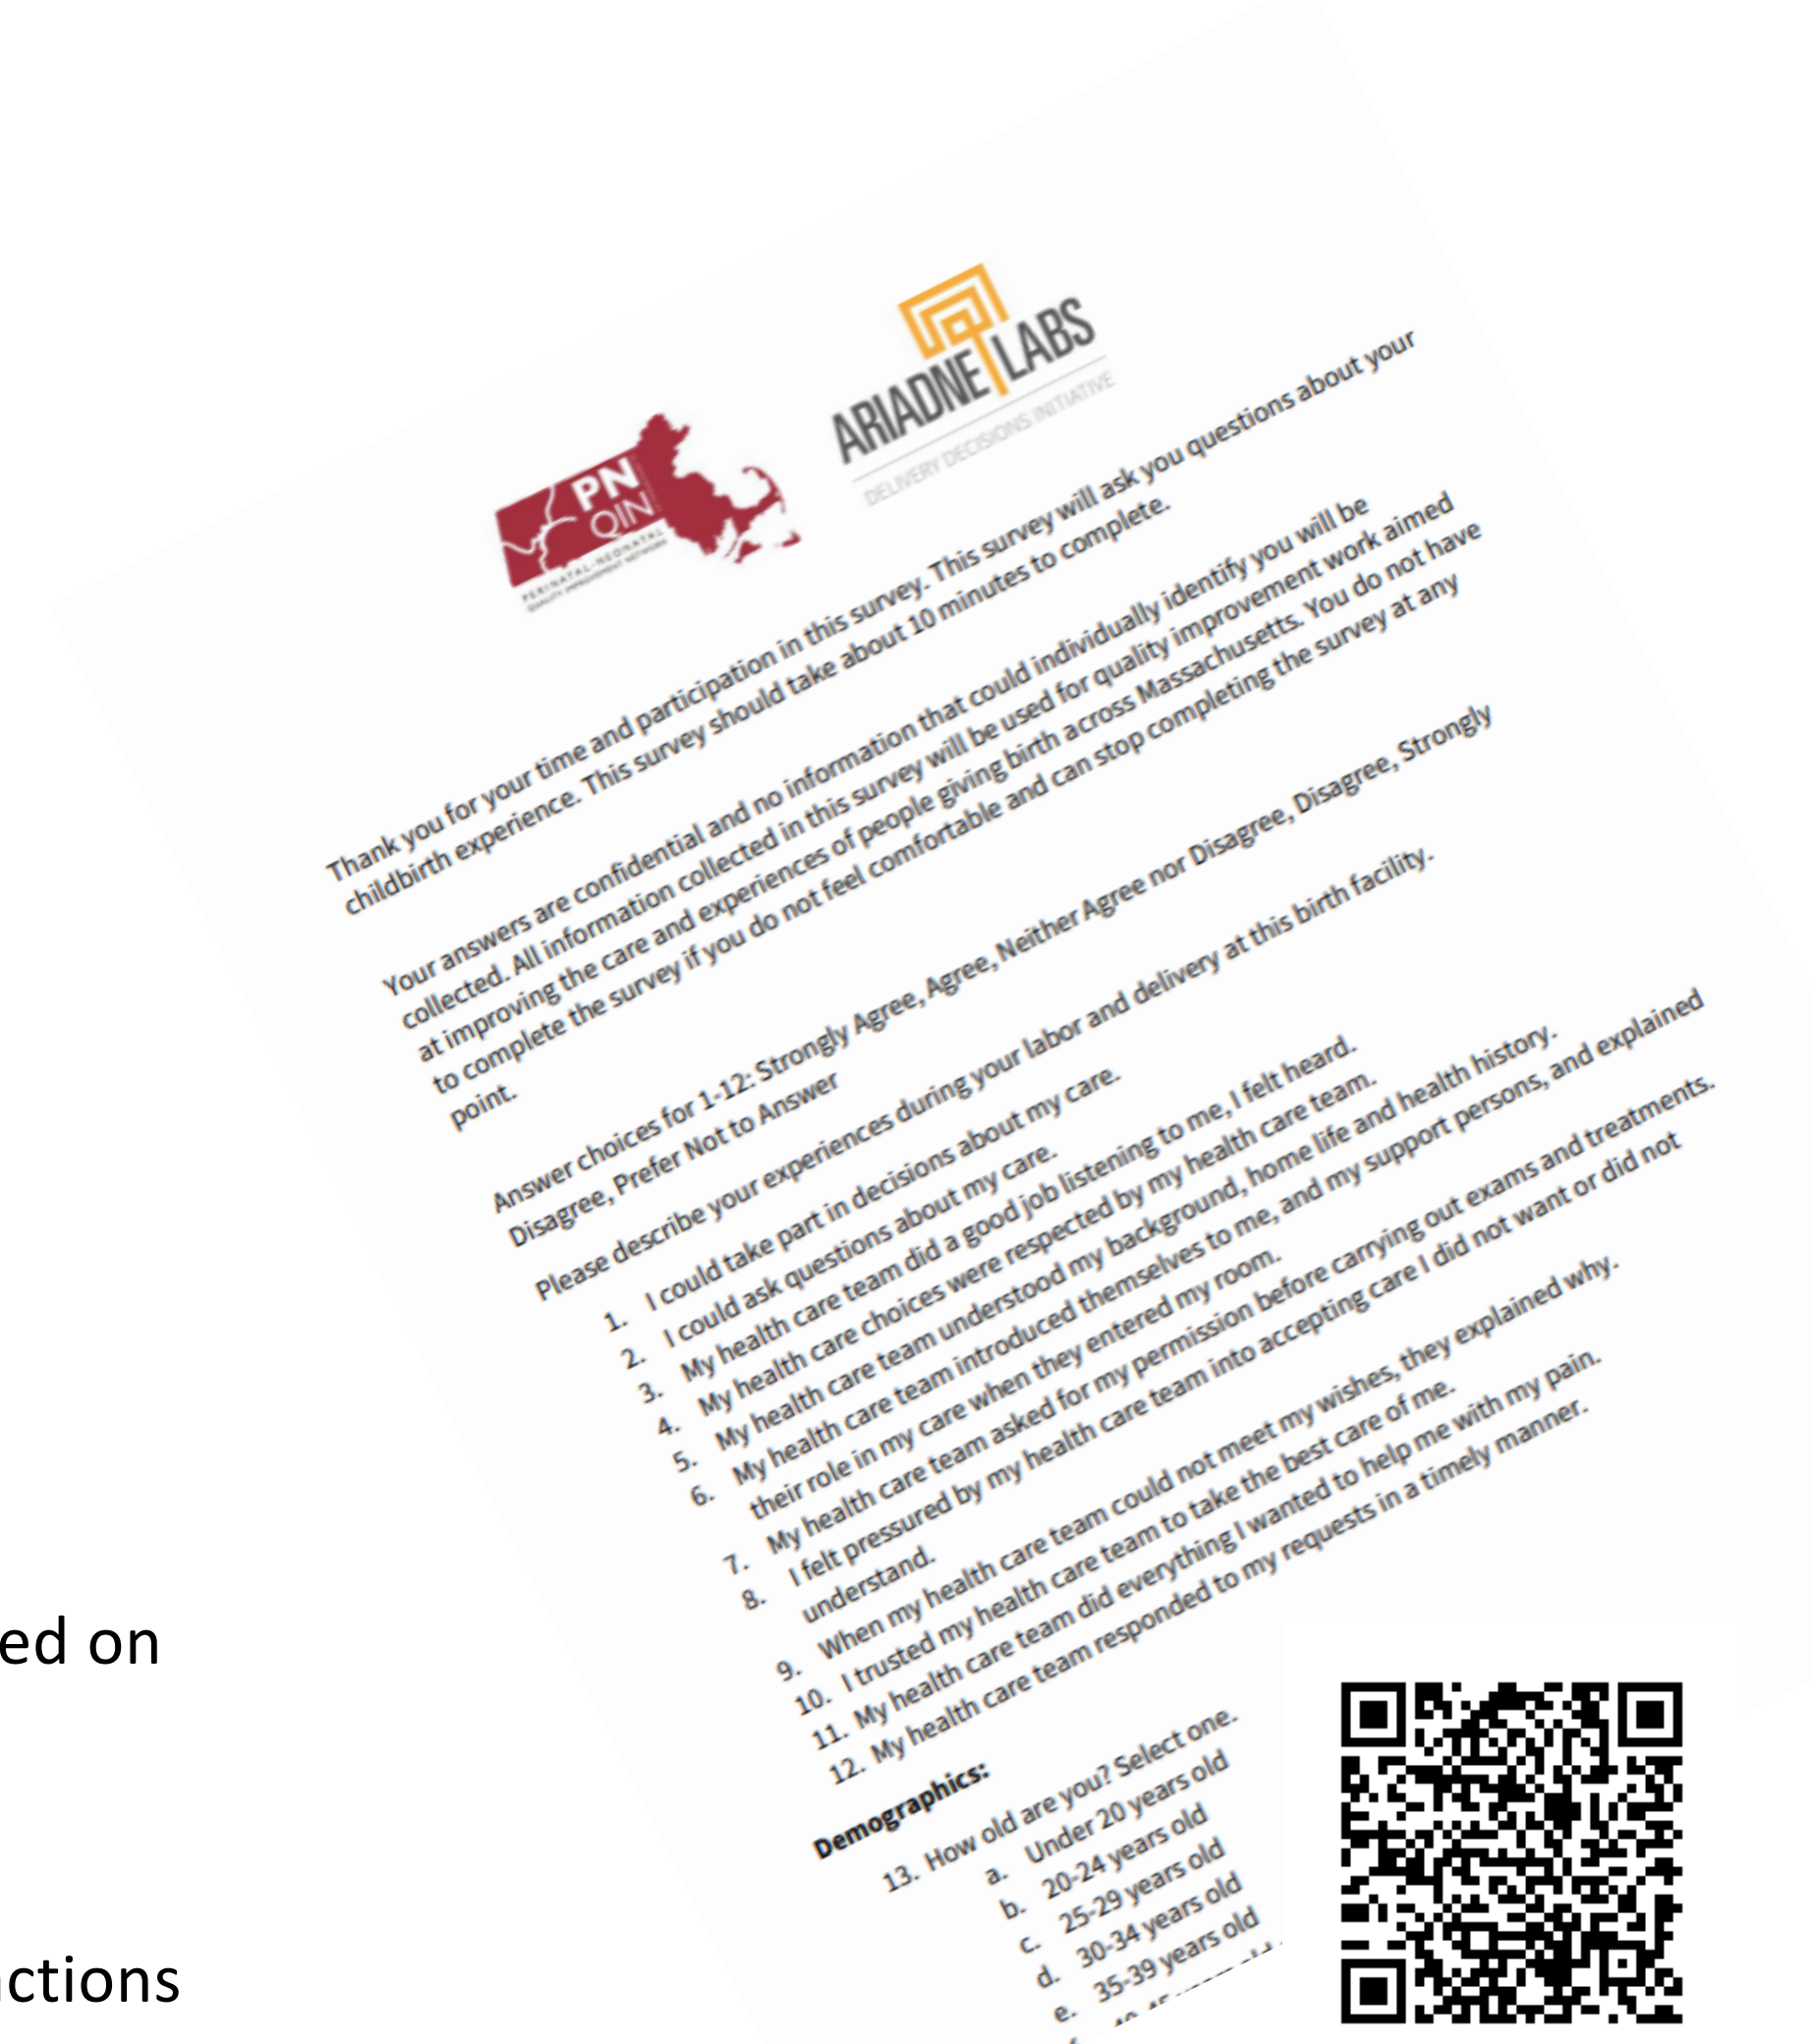 ARIADNE LABS
DELIVERY DECISIONS INITIATIVE
PN
QIN
PERINATAL-NEONATAL
QUALITY IMPROVEMENT NETWORK
Thank you for your time and participation in this survey. This survey will ask you questions about your
childbirth experience. This survey should take about 10 minutes to complete.
Your answers are confidential and no information that could individually identify you will be
collected. All information collected in this survey will be used for quality improvement work aimed
at improving the care and experiences of people giving birth across Massachusetts. You do not have
to complete the survey if you do not feel comfortable and can stop completing the survey at any
point.
Answer choices for 1-12: Strongly Agree, Agree, Neither Agree nor Disagree, Disagree, Strongly
Disagree, Prefer Not to Answer
Please describe your experiences during your labor and delivery at this birth facility.
1. I could take part in decisions about my care.
2. I could ask questions about my care.
3. My health care team did a good job listening to me, I felt heard.
4. My health care choices were respected by my health care team.
5. My health care team understood my background, home life and health history.
6. My health care team introduced themselves to me, and my support persons, and explained
their role in my care when they entered my room.
7. My health care team asked for my permission before carrying out exams and treatments.
8. I felt pressured by my health care team into accepting care I did not want or did not
understand.
9. When my health care team could not meet my wishes, they explained why.
10. I trusted my health care team to take the best care of me.
11. My health care team did everything I wanted to help me with my pain.
12. My health care team responded to my requests in a timely manner.
Demographics:
13. How old are you? Select one.
a. Under 20 years old
b. 20-24 years old
c. 25-29 years old
d. 30-34 years old
e. 35-39 years old
ed on
ctions